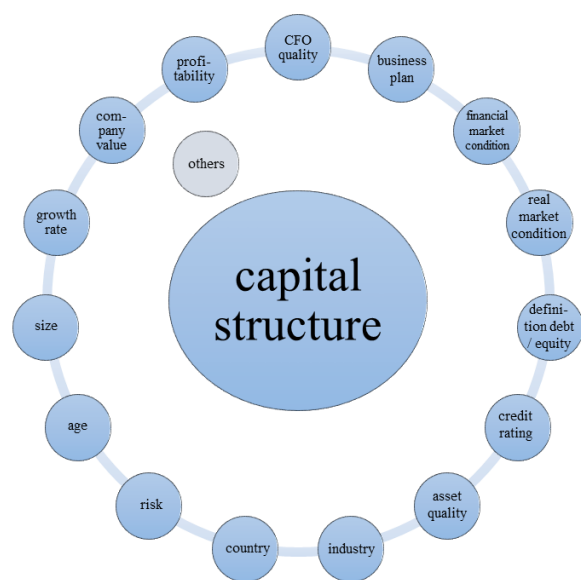 CFO
quality
business
plan
financial
market
condition
real
market
condition
defini-
tion debt
/ equity
credit
rating
asset
quality
industry
country
risk
age
size
growth
rate
com-
pany
value
profi-
tability
others
capital
structure